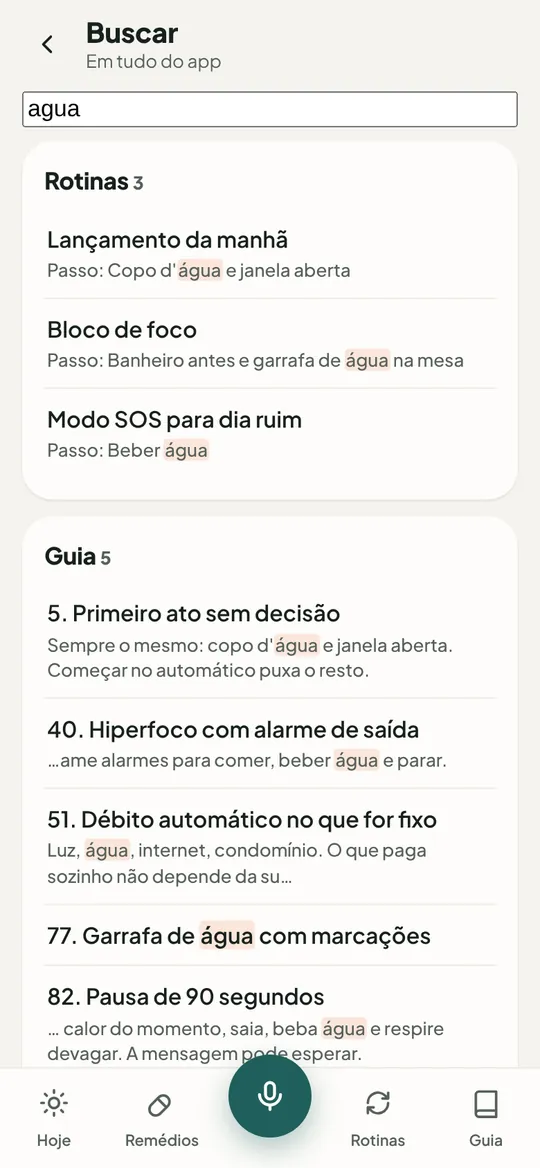 Buscar
Em tudo do app
agua
Rotinas 3
Lançamento da manhã
Passo: Copo d'água e janela aberta
Bloco de foco
Passo: Banheiro antes e garrafa de água na mesa
Modo SOS para dia ruim
Passo: Beber água
Guia 5
5. Primeiro ato sem decisão
Sempre o mesmo: copo d'água e janela aberta.
Começar no automático puxa o resto.
40. Hiperfoco com alarme de saída
…ame alarmes para comer, beber água e parar.
51. Débito automático no que for fixo
Luz, água, internet, condomínio. O que paga
sozinho não depende da su…
77. Garrafa de água com marcações
82. Pausa de 90 segundos
… calor do momento, saia, beba água e respire
devagar. A mensagem pode esperar.
Hoje
Remédios
Rotinas
Guia